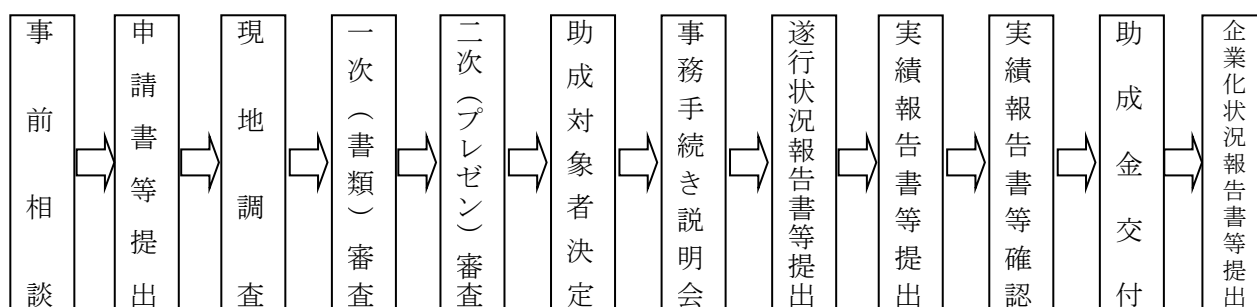 事前相談
申請書等提出
現地調査
一次（書類）審査
二次（プレゼン）審査
助成対象者決定
事務手続き説明会
遂行状況報告書等提出
実績報告書等提出
実績報告書等確認
助成金交付
企業化状況報告書等提出